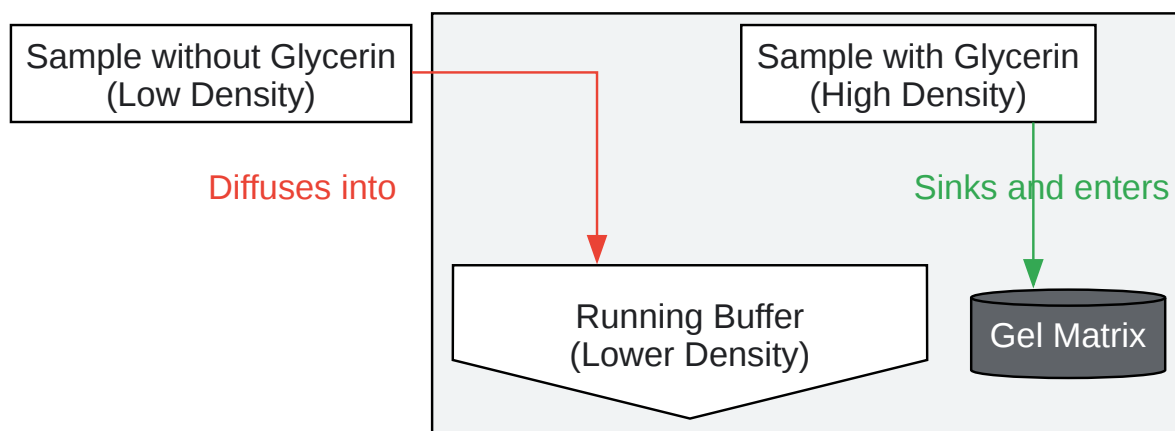 Sample without Glycerin
(Low Density)
Sample with Glycerin
(High Density)
Diffuses into
Sinks and enters
Running Buffer
(Lower Density)
Gel Matrix